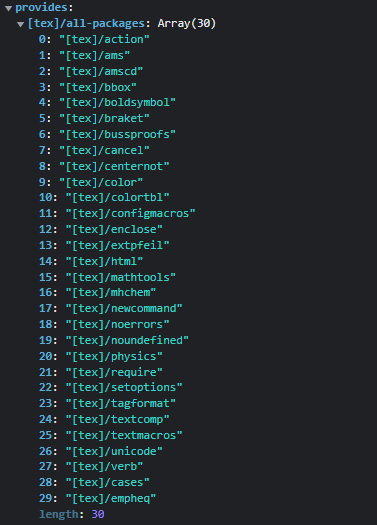 ▼ provides:
▼ [tex]/all-packages: Array(30)
0: "[tex]/action"
1: "[tex]/ams"
2: "[tex]/amscd"
3: "[tex]/bbox"
4: "[tex]/boldsymbol"
5: "[tex]/braket"
6: "[tex]/bussproofs"
7: "[tex]/cancel"
8: "[tex]/centernot"
9: "[tex]/color"
10: "[tex]/colortbl"
11: "[tex]/configmacros"
12: "[tex]/enclose"
13: "[tex]/extpfeil"
14: "[tex]/html"
15: "[tex]/mathtools"
16: "[tex]/mhchem"
17: "[tex]/newcommand"
18: "[tex]/noerrors"
19: "[tex]/noundefined"
20: "[tex]/physics"
21: "[tex]/require"
22: "[tex]/setoptions"
23: "[tex]/tagformat"
24: "[tex]/textcomp"
25: "[tex]/textmacros"
26: "[tex]/unicode"
27: "[tex]/verb"
28: "[tex]/cases"
29: "[tex]/empheq"
length: 30